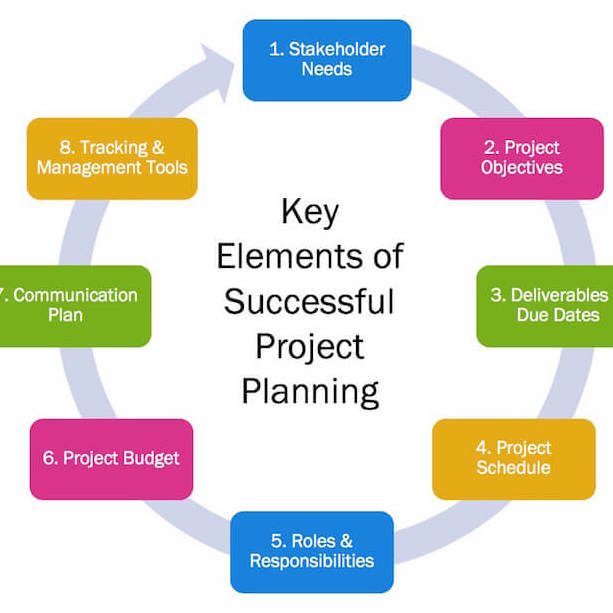 1. Stakeholder
Needs
2. Project
Objectives
3. Deliverables
Due Dates
4. Project
Schedule
5. Roles &
Responsibilities
6. Project Budget
. Communication
Plan
8. Tracking &
Management Tools
Key
Elements of
Successful
Project
Planning